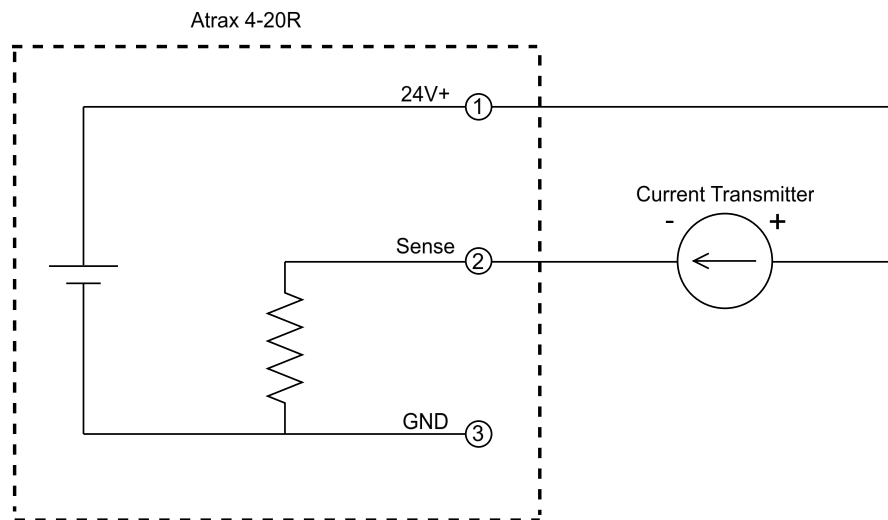 Atrax 4-20R
24V+
1
Current Transmitter
- +
Sense
2
GND
3